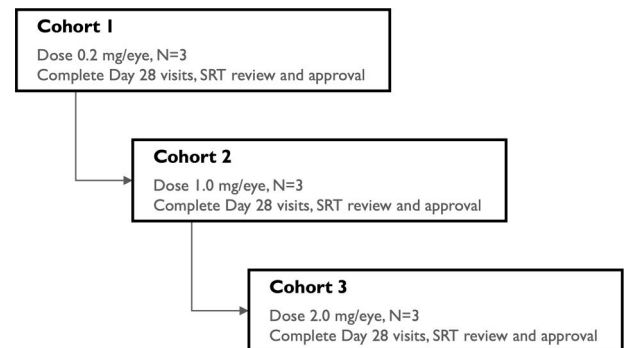 Cohort 1
Dose 0.2 mg/eye, N=3
Complete Day 28 visits, SRT review and approval
Cohort 2
Dose 1.0 mg/eye, N=3
Complete Day 28 visits, SRT review and approval
Cohort 3
Dose 2.0 mg/eye, N=3
Complete Day 28 visits, SRT review and approval